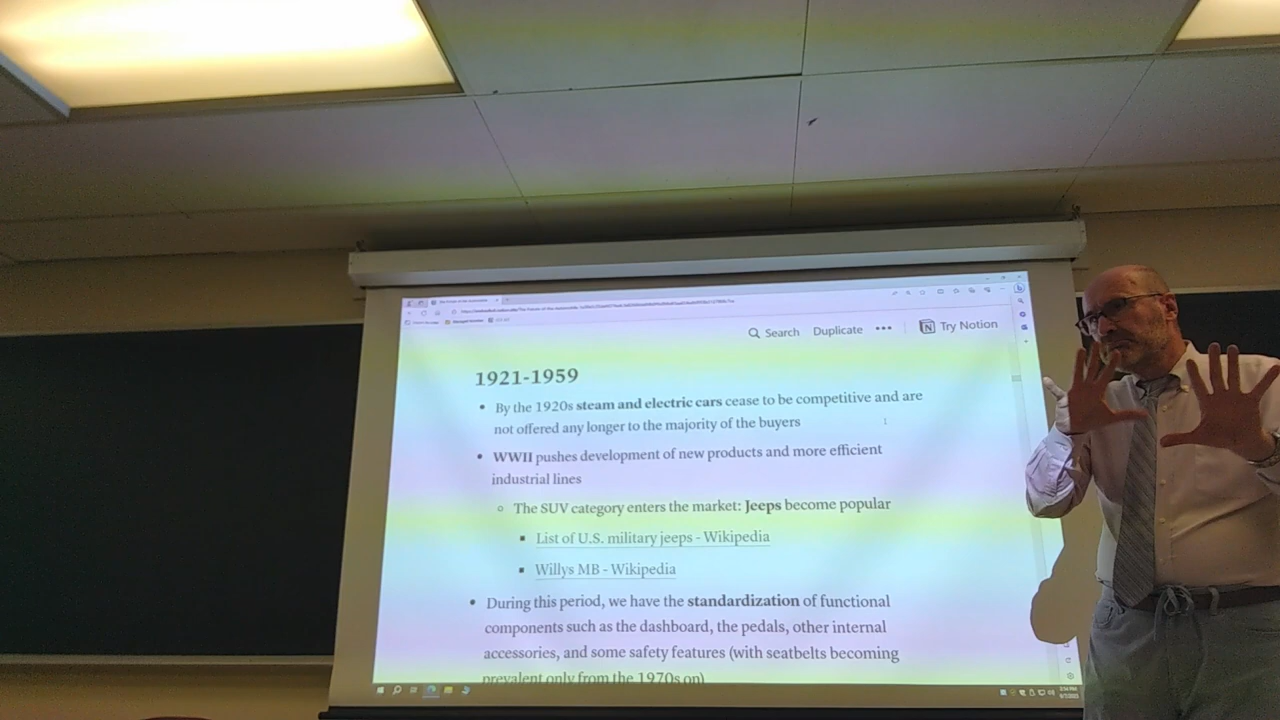 Search Duplicate ••• Try Notion
1921-1959
• By the 1920s steam and electric cars cease to be competitive and are
not offered any longer to the majority of the buyers
• WWII pushes development of new products and more efficient
industrial lines
◦ The SUV category enters the market: Jeeps become popular
▪ List of U.S. military jeeps - Wikipedia
▪ Willys MB - Wikipedia
• During this period, we have the standardization of functional
components such as the dashboard, the pedals, other internal
accessories, and some safety features (with seatbelts becoming
prevalent only from the 1970s on)